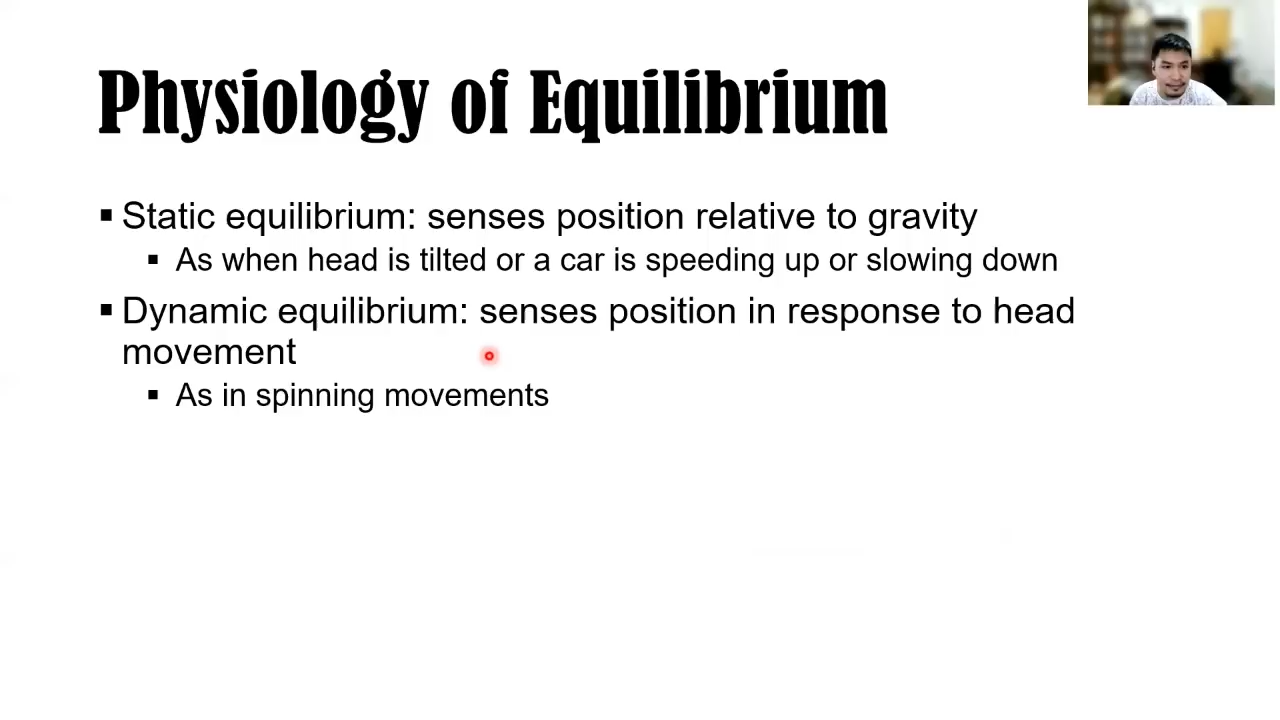 Physiology of Equilibrium
▪ Static equilibrium: senses position relative to gravity
▪ As when head is tilted or a car is speeding up or slowing down
▪ Dynamic equilibrium: senses position in response to head
movement
▪ As in spinning movements